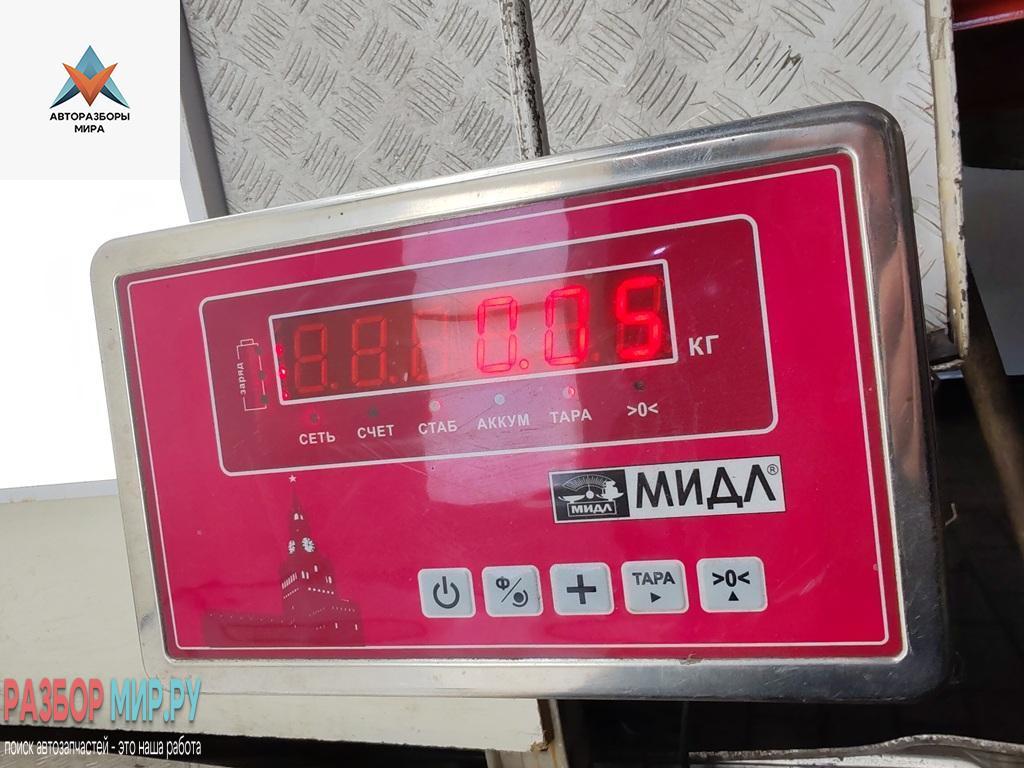 АВТОРАЗБОРЫ
МИРА
0.05
КГ
заряд
СЕТЬ СЧЕТ СТАБ АККУМ ТАРА >0<
МИДЛ МИДЛ®
Ф
ТАРА
>0<
РАЗБОР МИР.РУ
поиск автозапчастей - это наша работа